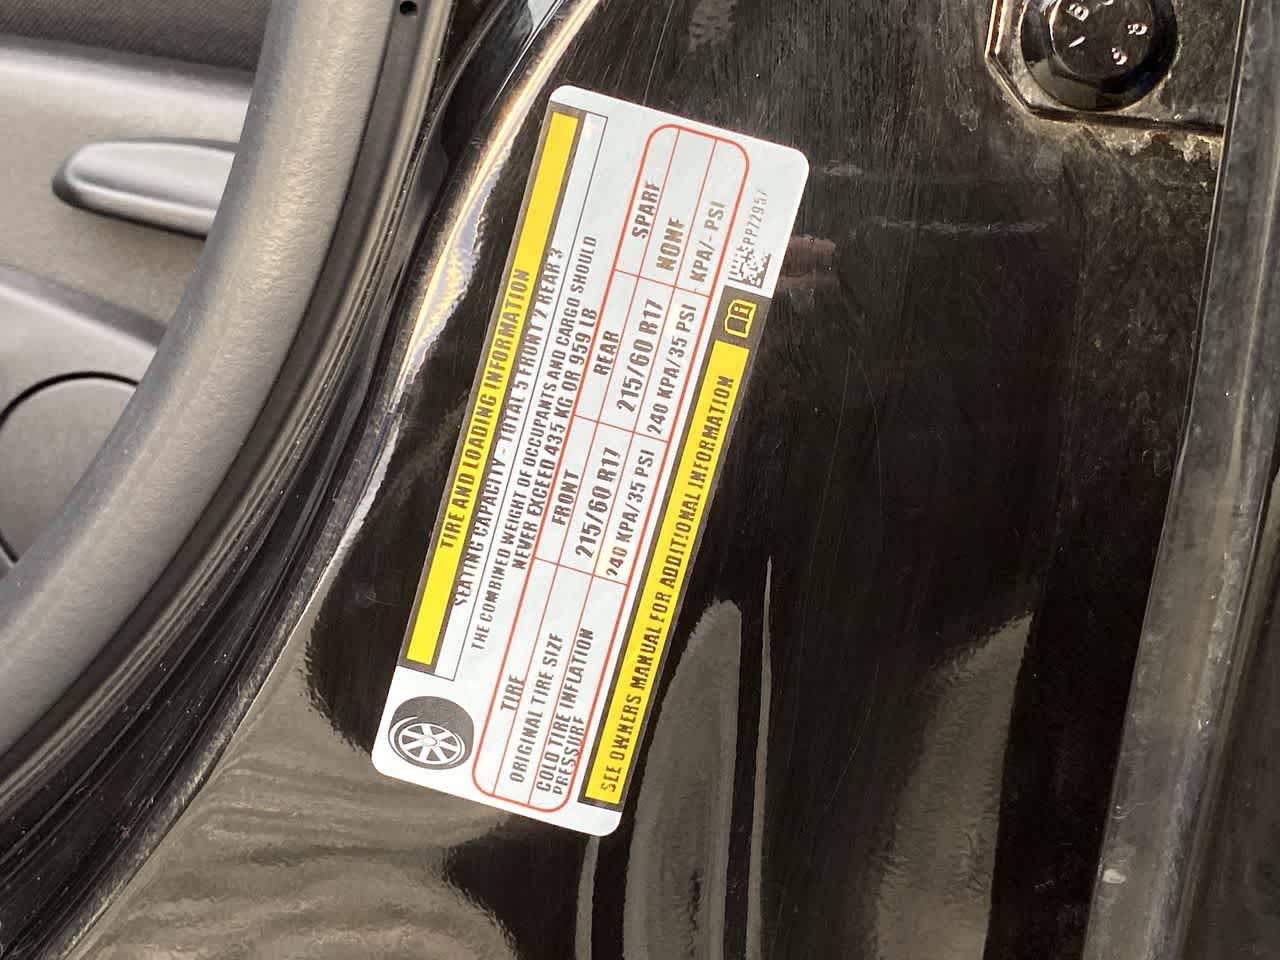 TIRE AND LOADING INFORMATION
SEATING CAPACITY - TOTAL 5 FRONT 2 REAR 3
THE COMBINED WEIGHT OF OCCUPANTS AND CARGO SHOULD
NEVER EXCEED 435 KG OR 959 LB
TIRE FRONT REAR SPARE
ORIGINAL TIRE SIZE 215/60 R17 215/60 R17 NONE
COLD TIRE INFLATION
PRESSURE 240 KPA/35 PSI 240 KPA/35 PSI KPA/- PSI
SEE OWNERS MANUAL FOR ADDITIONAL INFORMATION